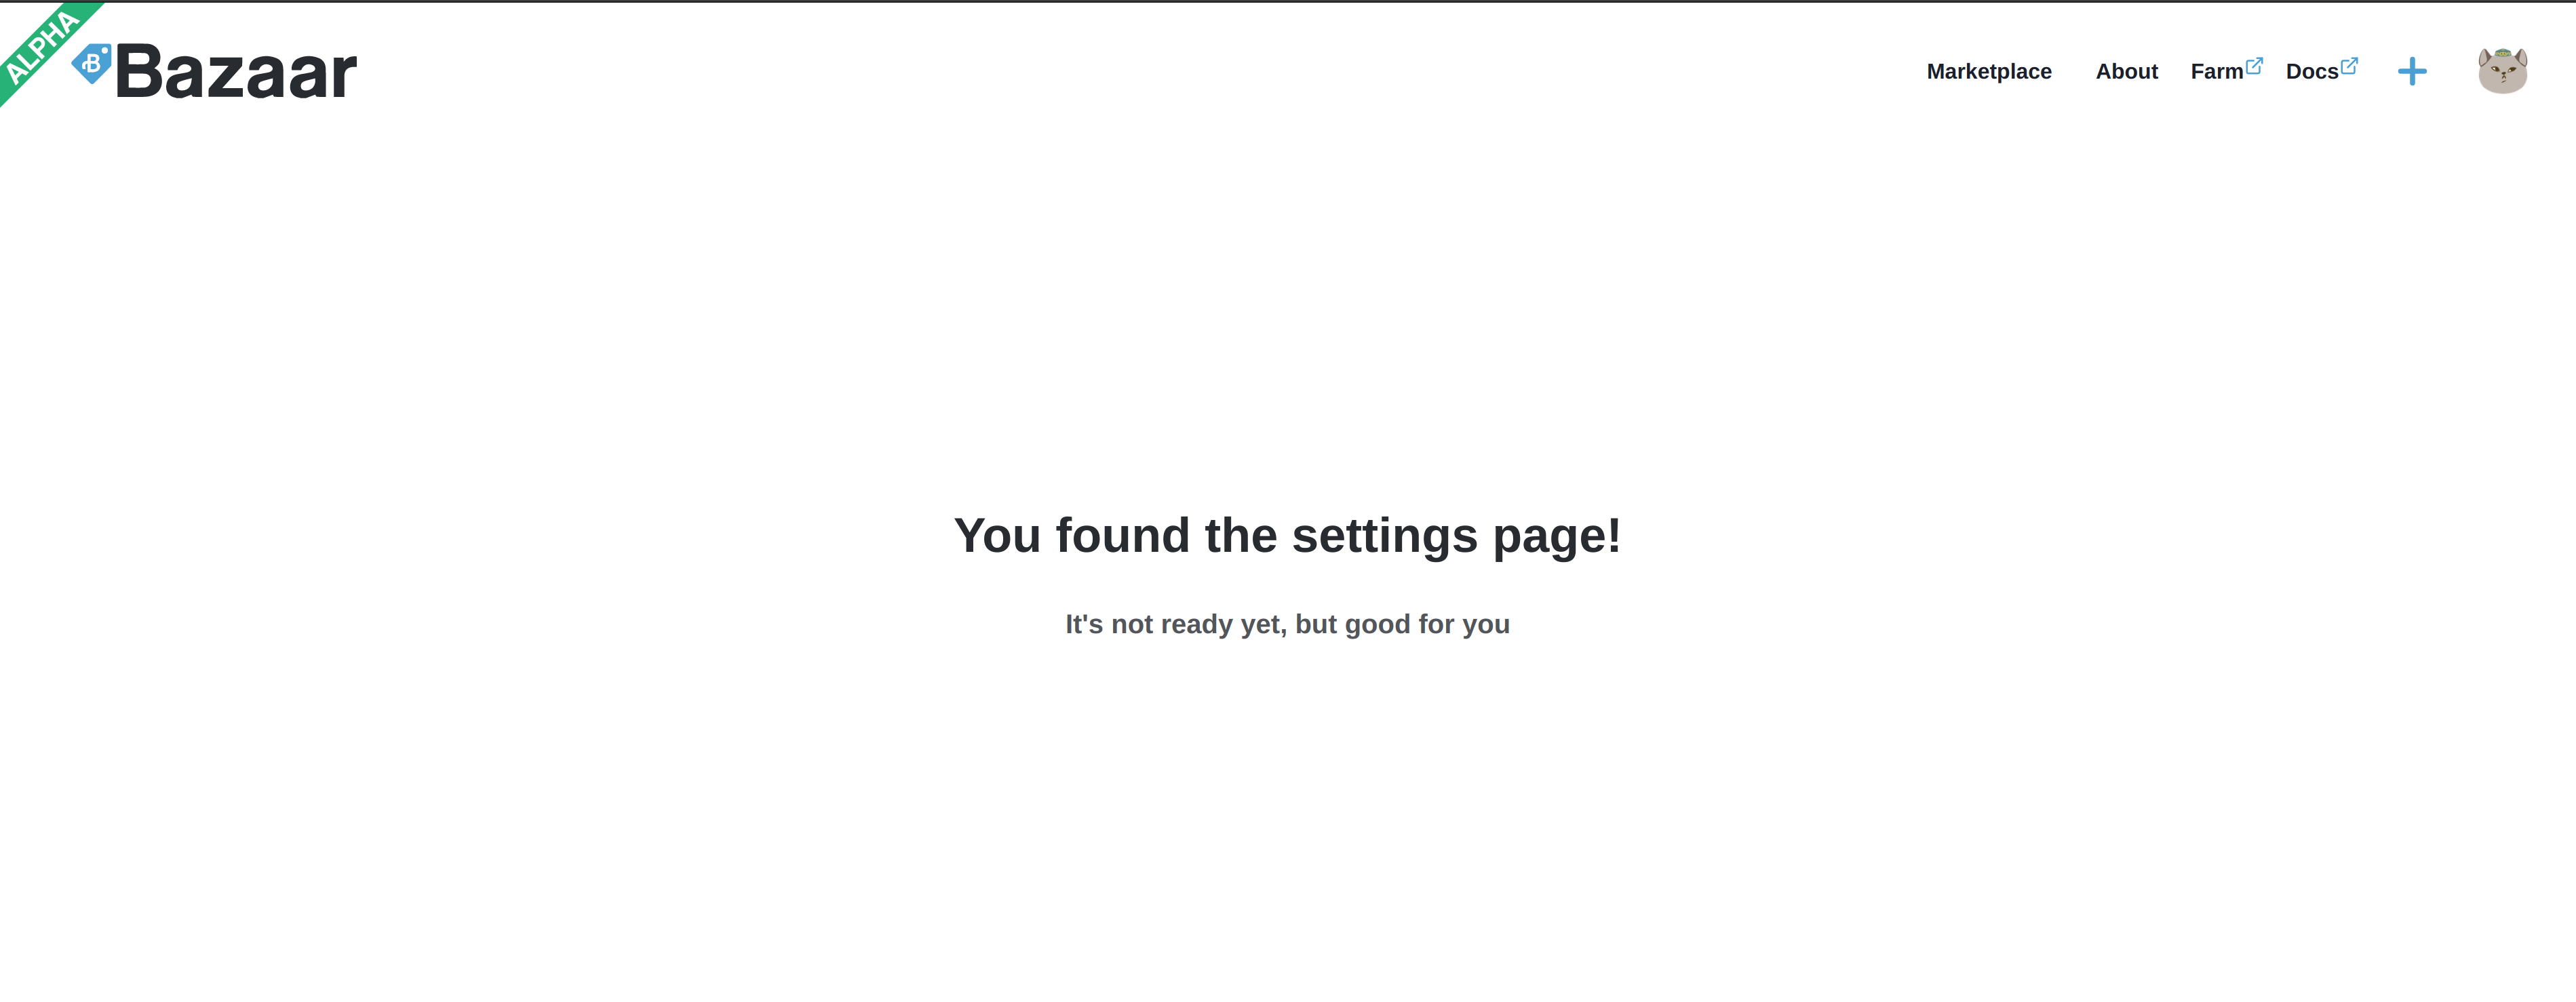 ALPHA
B
Bazaar
Marketplace About Farm Docs
You found the settings page!
It's not ready yet, but good for you